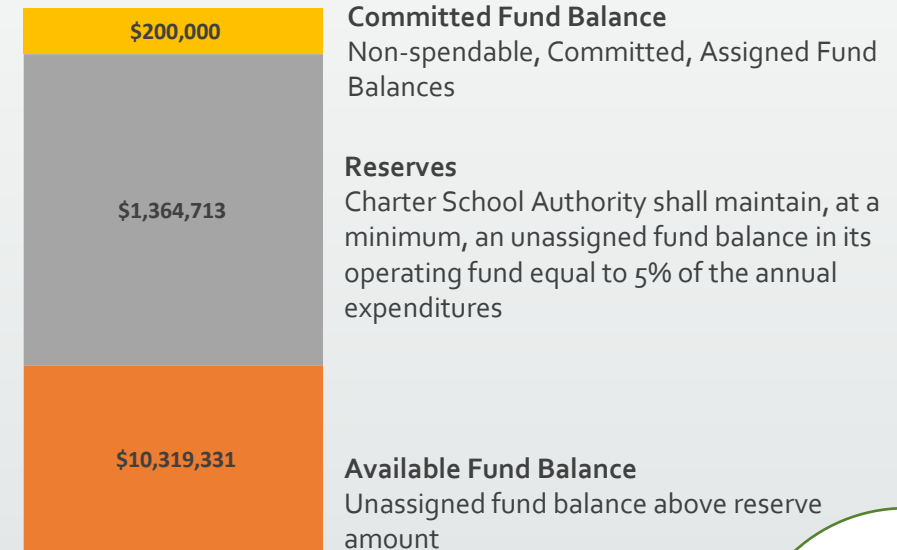 $200,000
Committed Fund Balance
Non-spendable, Committed, Assigned Fund
Balances
$1,364,713
Reserves
Charter School Authority shall maintain, at a
minimum, an unassigned fund balance in its
operating fund equal to 5% of the annual
expenditures
$10,319,331
Available Fund Balance
Unassigned fund balance above reserve
amount